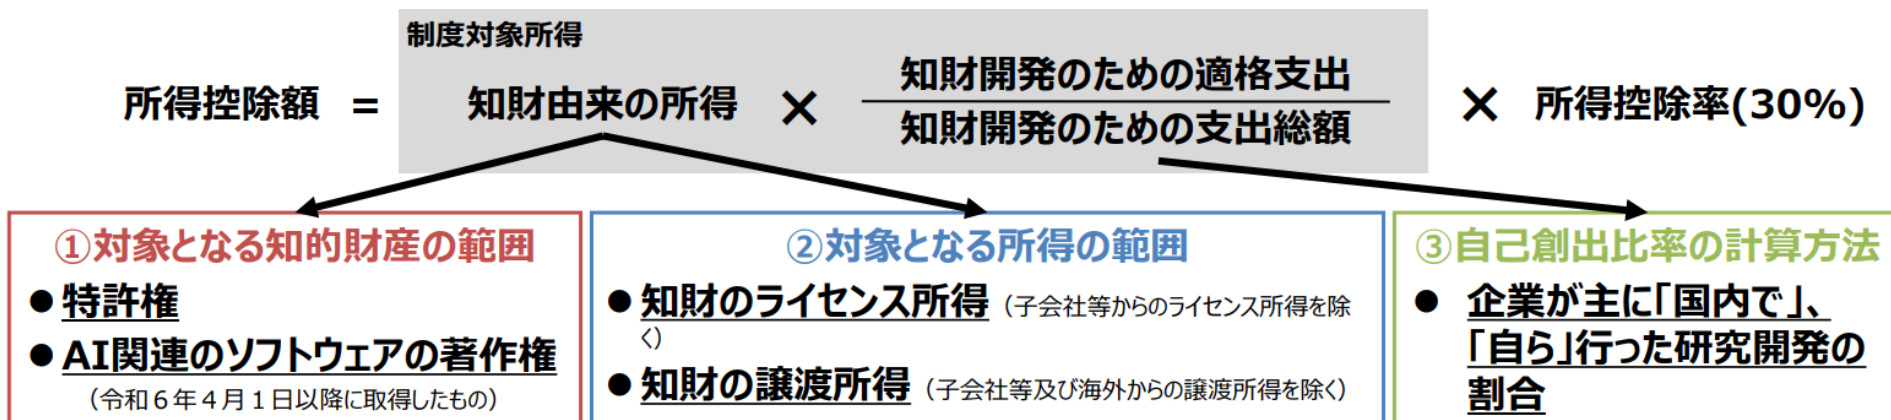 制度対象所得
所得控除額 = 知財由来の所得 × 知財開発のための適格支出 × 所得控除率(30%)
知財開発のための支出総額
①対象となる知的財産の範囲
●特許権
●AI関連のソフトウェアの著作権
（令和６年４月１日以降に取得したもの）
②対象となる所得の範囲
●知財のライセンス所得（子会社等からのライセンス所得を除
く）
●知財の譲渡所得（子会社等及び海外からの譲渡所得を除く）
③自己創出比率の計算方法
● 企業が主に「国内で」、
「自ら」行った研究開発の
割合